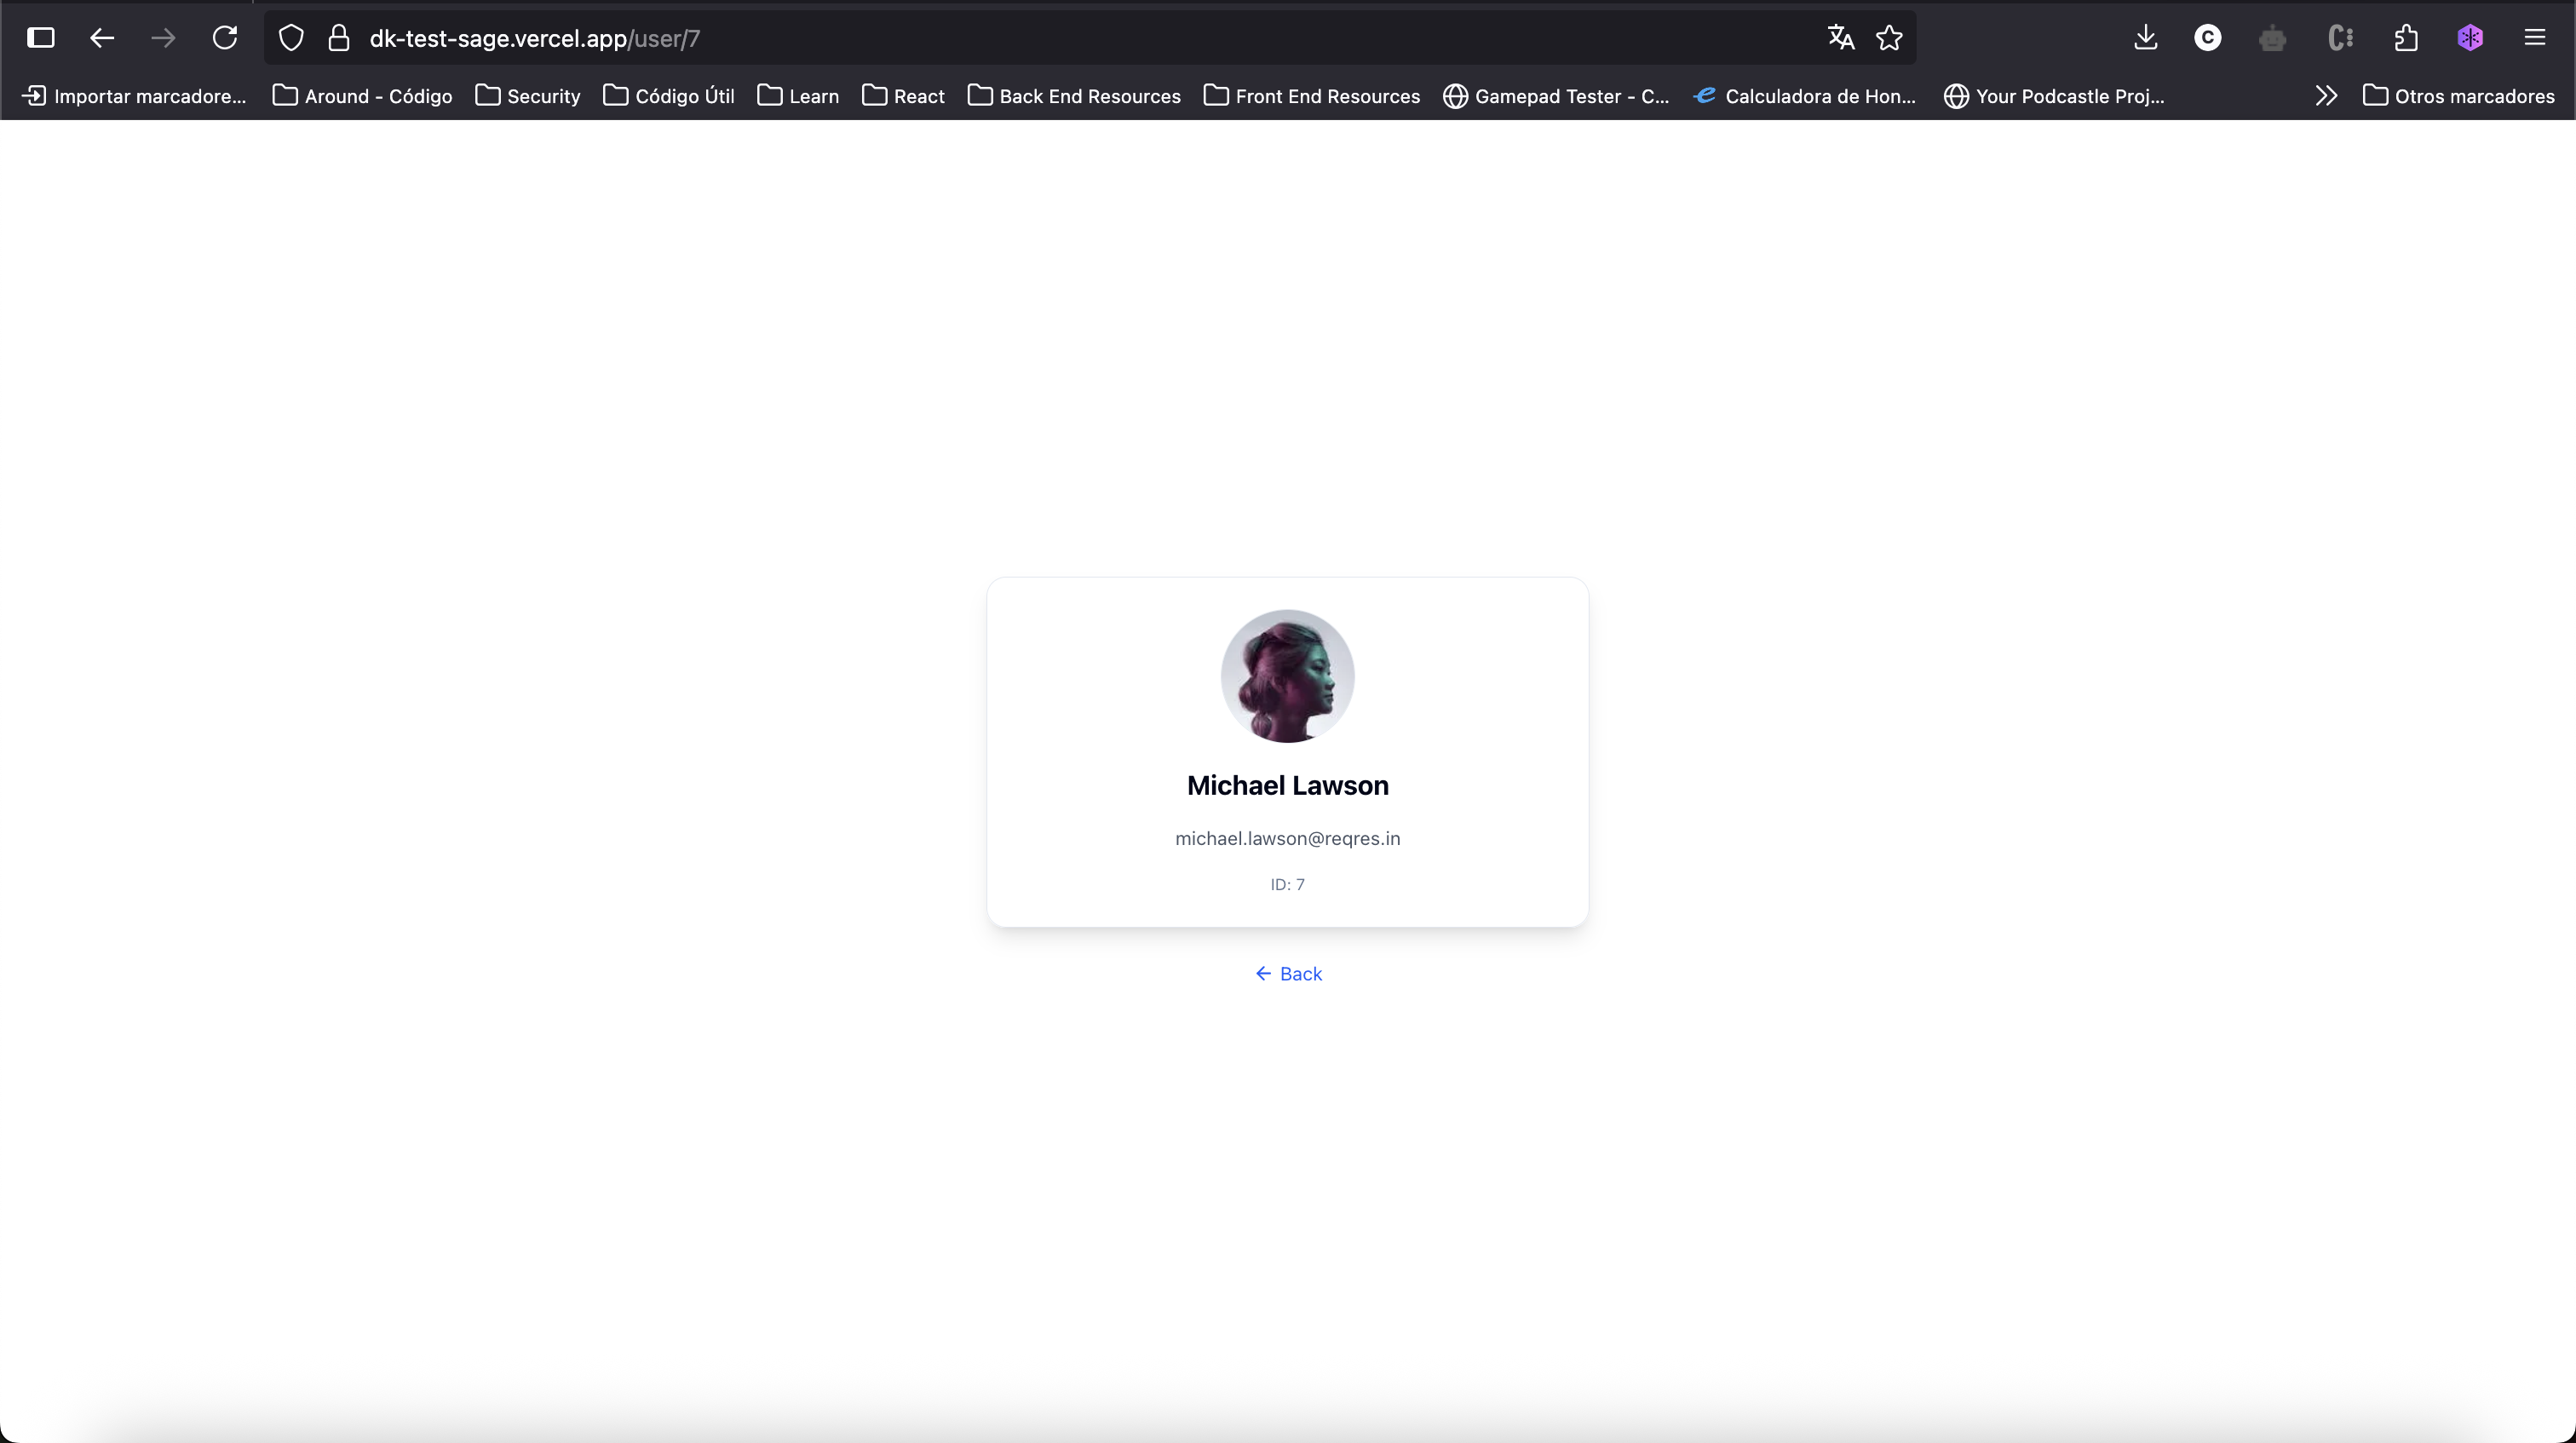 dk-test-sage.vercel.app/user/7
Importar marcadore...
Around - Código
Security
Código Útil
Learn
React
Back End Resources
Front End Resources
Gamepad Tester - C...
Calculadora de Hon...
Your Podcastle Proj...
Otros marcadores
Michael Lawson
michael.lawson@reqres.in
ID: 7
Back